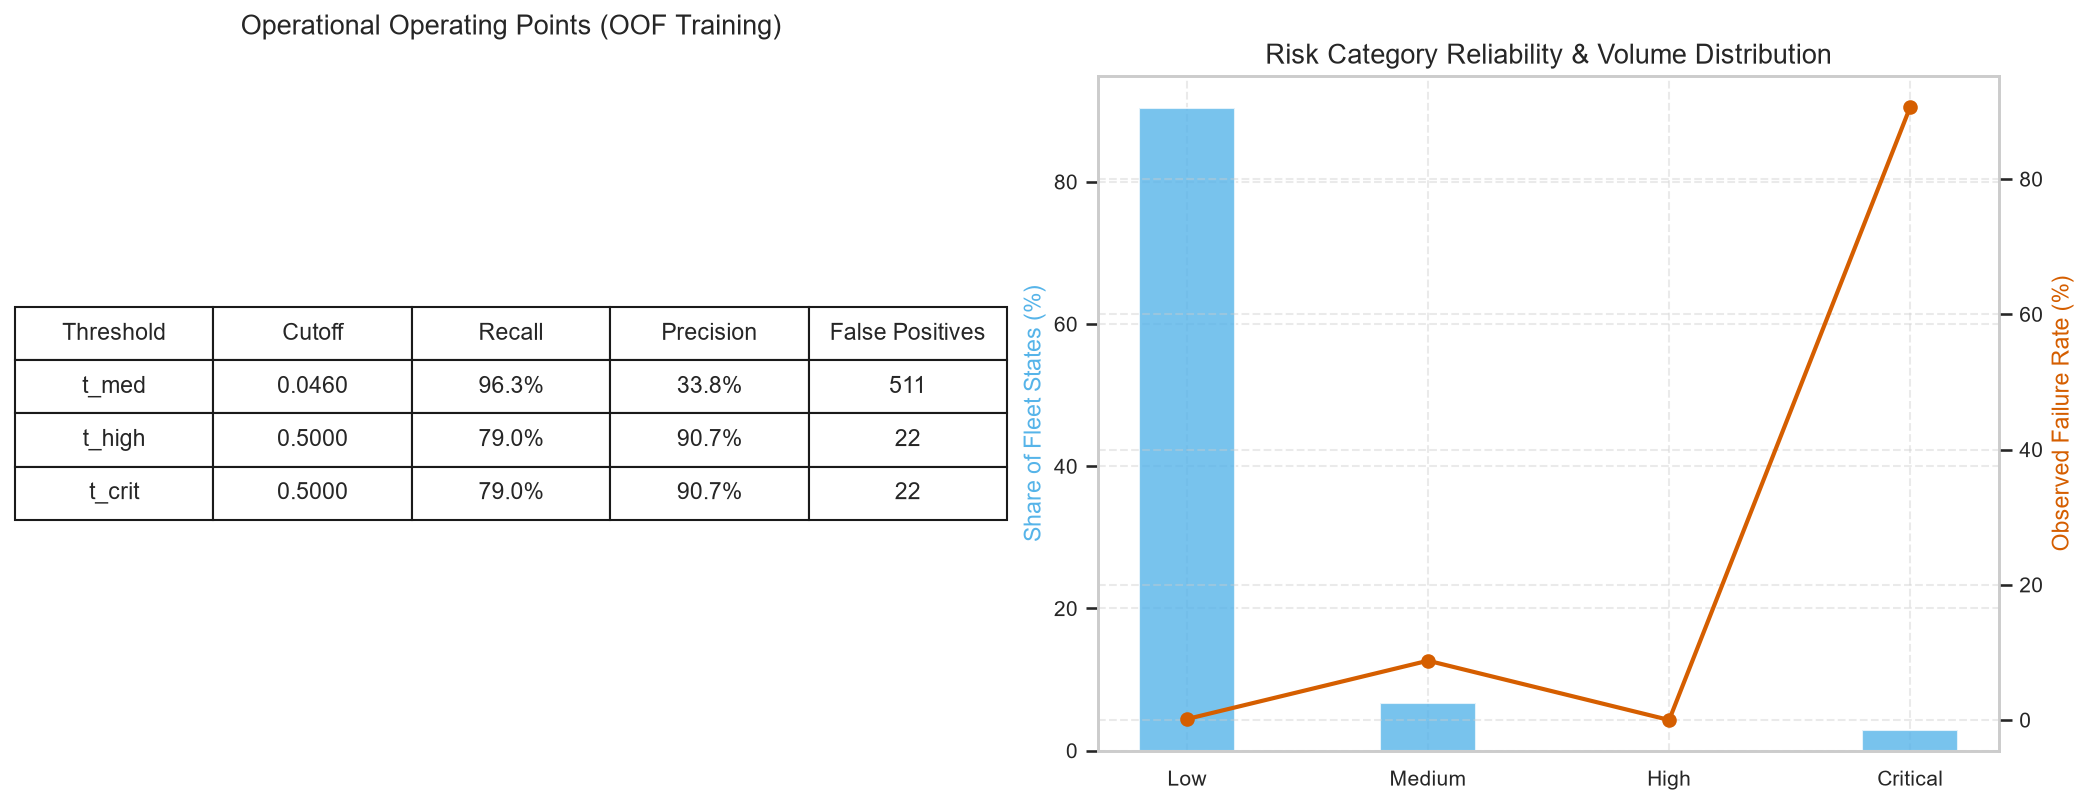 Operational Operating Points (OOF Training)
Threshold Cutoff Recall Precision False Positives
t_med 0.0460 96.3% 33.8% 511
t_high 0.5000 79.0% 90.7% 22
t_crit 0.5000 79.0% 90.7% 22
Risk Category Reliability & Volume Distribution
Share of Fleet States (%)
80
60
40
20
0
Low Medium High Critical
80
60
40
20
0
Observed Failure Rate (%)